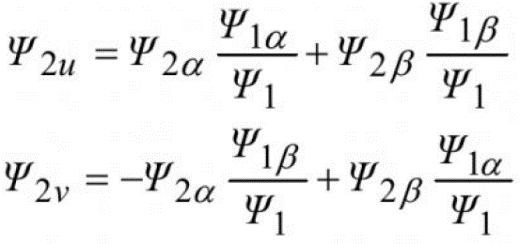 Ψ₂ᵤ = Ψ₂α Ψ₁α/Ψ₁ + Ψ₂β Ψ₁β/Ψ₁
Ψ₂ᵥ = −Ψ₂α Ψ₁β/Ψ₁ + Ψ₂β Ψ₁α/Ψ₁